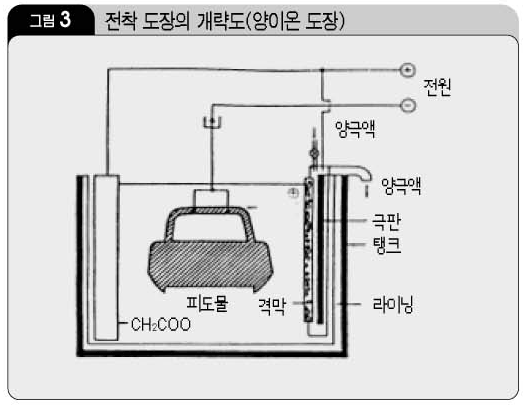 그림 3 전착 도장의 개략도(양이온 도장)
+
전원
−
양극액
양극액
+
극판
탱크
피도물
격막
라이닝
CH₂COO